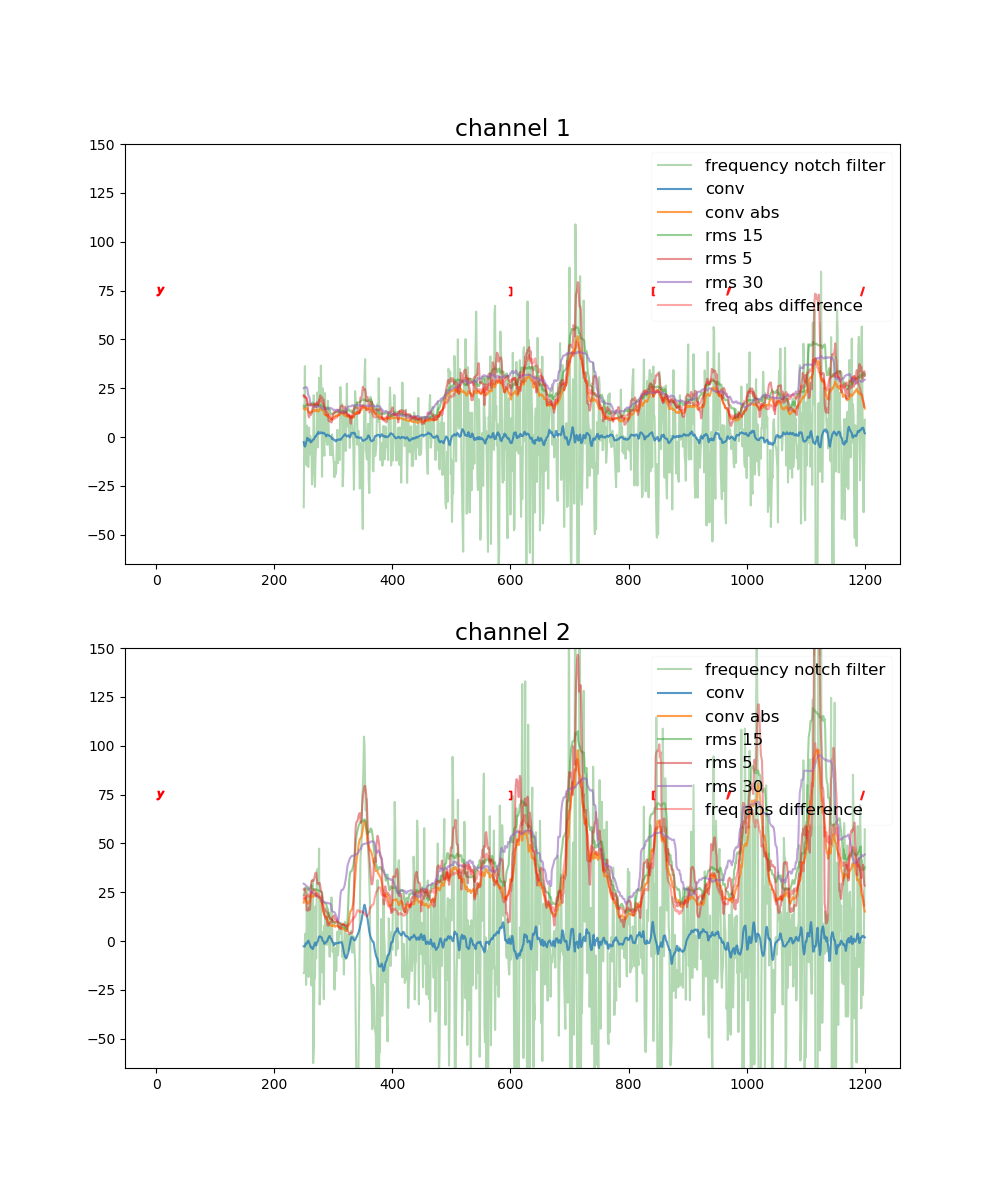 channel 1
150
125
100
75
50
25
0
−25
−50
frequency notch filter
conv
conv abs
rms 15
rms 5
rms 30
freq abs difference
y ] [ / /
0 200 400 600 800 1000 1200
channel 2
150
125
100
75
50
25
0
−25
−50
frequency notch filter
conv
conv abs
rms 15
rms 5
rms 30
freq abs difference
y ] [ / /
0 200 400 600 800 1000 1200